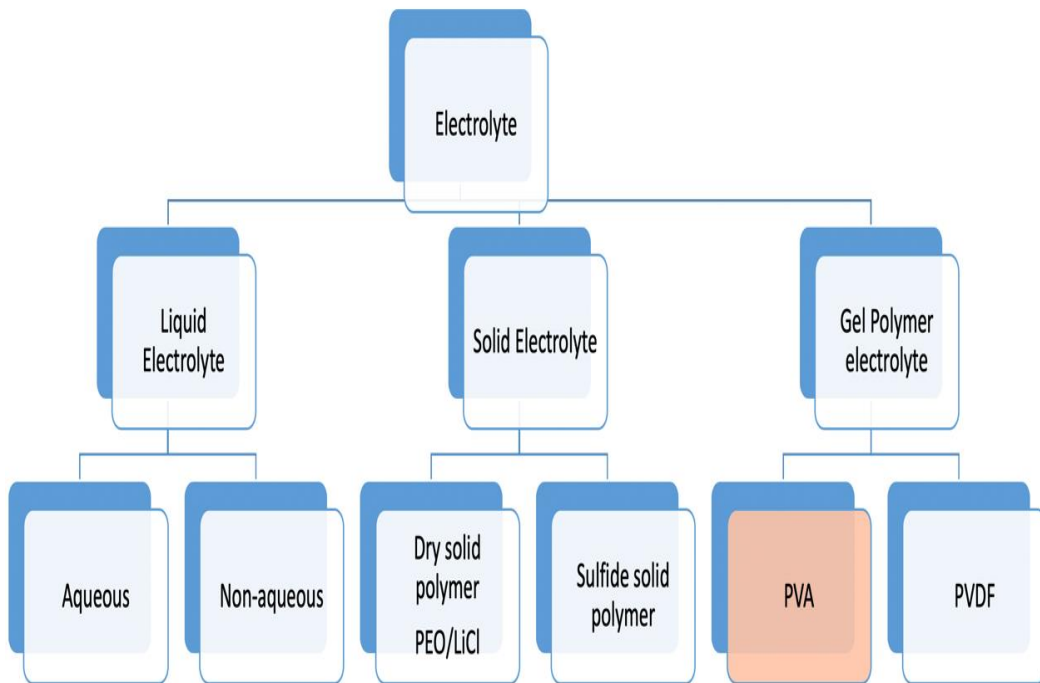 Electrolyte
Liquid
Electrolyte
Solid Electrolyte
Gel Polymer
electrolyte
Aqueous
Non-aqueous
Dry solid
polymer
PEO/LiCl
Sulfide solid
polymer
PVA
PVDF